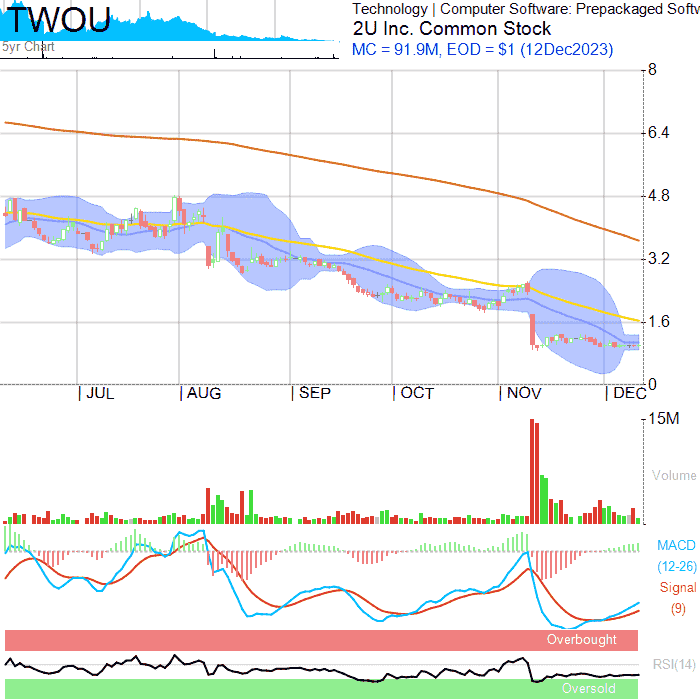 TWOU
5yr Chart
Technology | Computer Software: Prepackaged Softw
2U Inc. Common Stock
MC = 91.9M, EOD = $1 (12Dec2023)
8
6.4
4.8
3.2
1.6
0
JUL
AUG
SEP
OCT
NOV
DEC
15M
Volume
MACD
(12-26)
Signal
(9)
Overbought
RSI(14)
Oversold